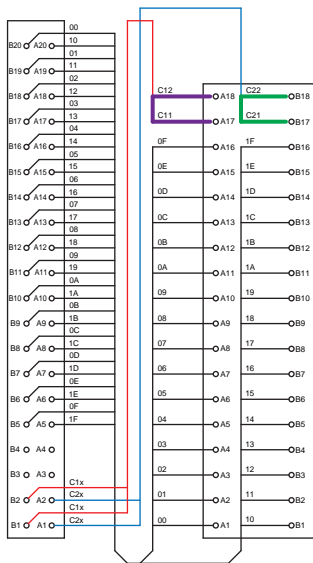 00
B20 A20 10
01
B19 A19 11
02
B18 A18 12
03
B17 A17 13
04
B16 A16 14
05
B15 A15 15
06
B14 A14 16
07
B13 A13 17
08
B12 A12 18
09
B11 A11 19
0A
B10 A10 1A
0B
B9 A9 1B
0C
B8 A8 1C
0D
B7 A7 1D
0E
B6 A6 1E
0F
B5 A5 1F
B4 A4
B3 A3
C1x
B2 A2 C2x
C1x
B1 A1 C2x
C12 A18 C22 B18
C11 A17 C21 B17
0F A16 1F B16
0E A15 1E B15
0D A14 1D B14
0C A13 1C B13
0B A12 1B B12
0A A11 1A B11
09 A10 19 B10
08 A9 18 B9
07 A8 17 B8
06 A7 16 B7
05 A6 15 B6
04 A5 14 B5
03 A4 13 B4
02 A3 12 B3
01 A2 11 B2
00 A1 10 B1